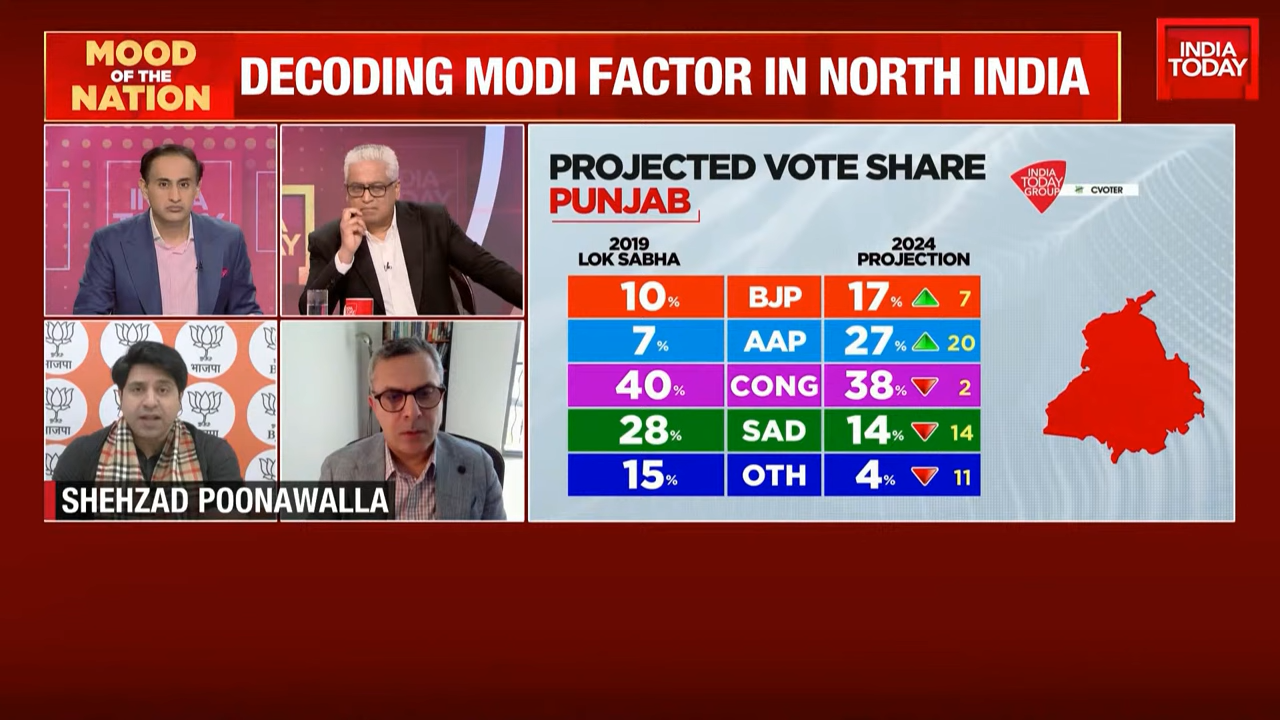 MOOD
OF THE
NATION
DECODING MODI FACTOR IN NORTH INDIA
INDIA
TODAY
PROJECTED VOTE SHARE
PUNJAB
INDIA
TODAY
GROUP
CVOTER
2019
LOK SABHA
2024
PROJECTION
10% BJP 17% 7
7% AAP 27% 20
40% CONG 38% 2
28% SAD 14% 14
15% OTH 4% 11
भाजपा
SHEHZAD POONAWALLA